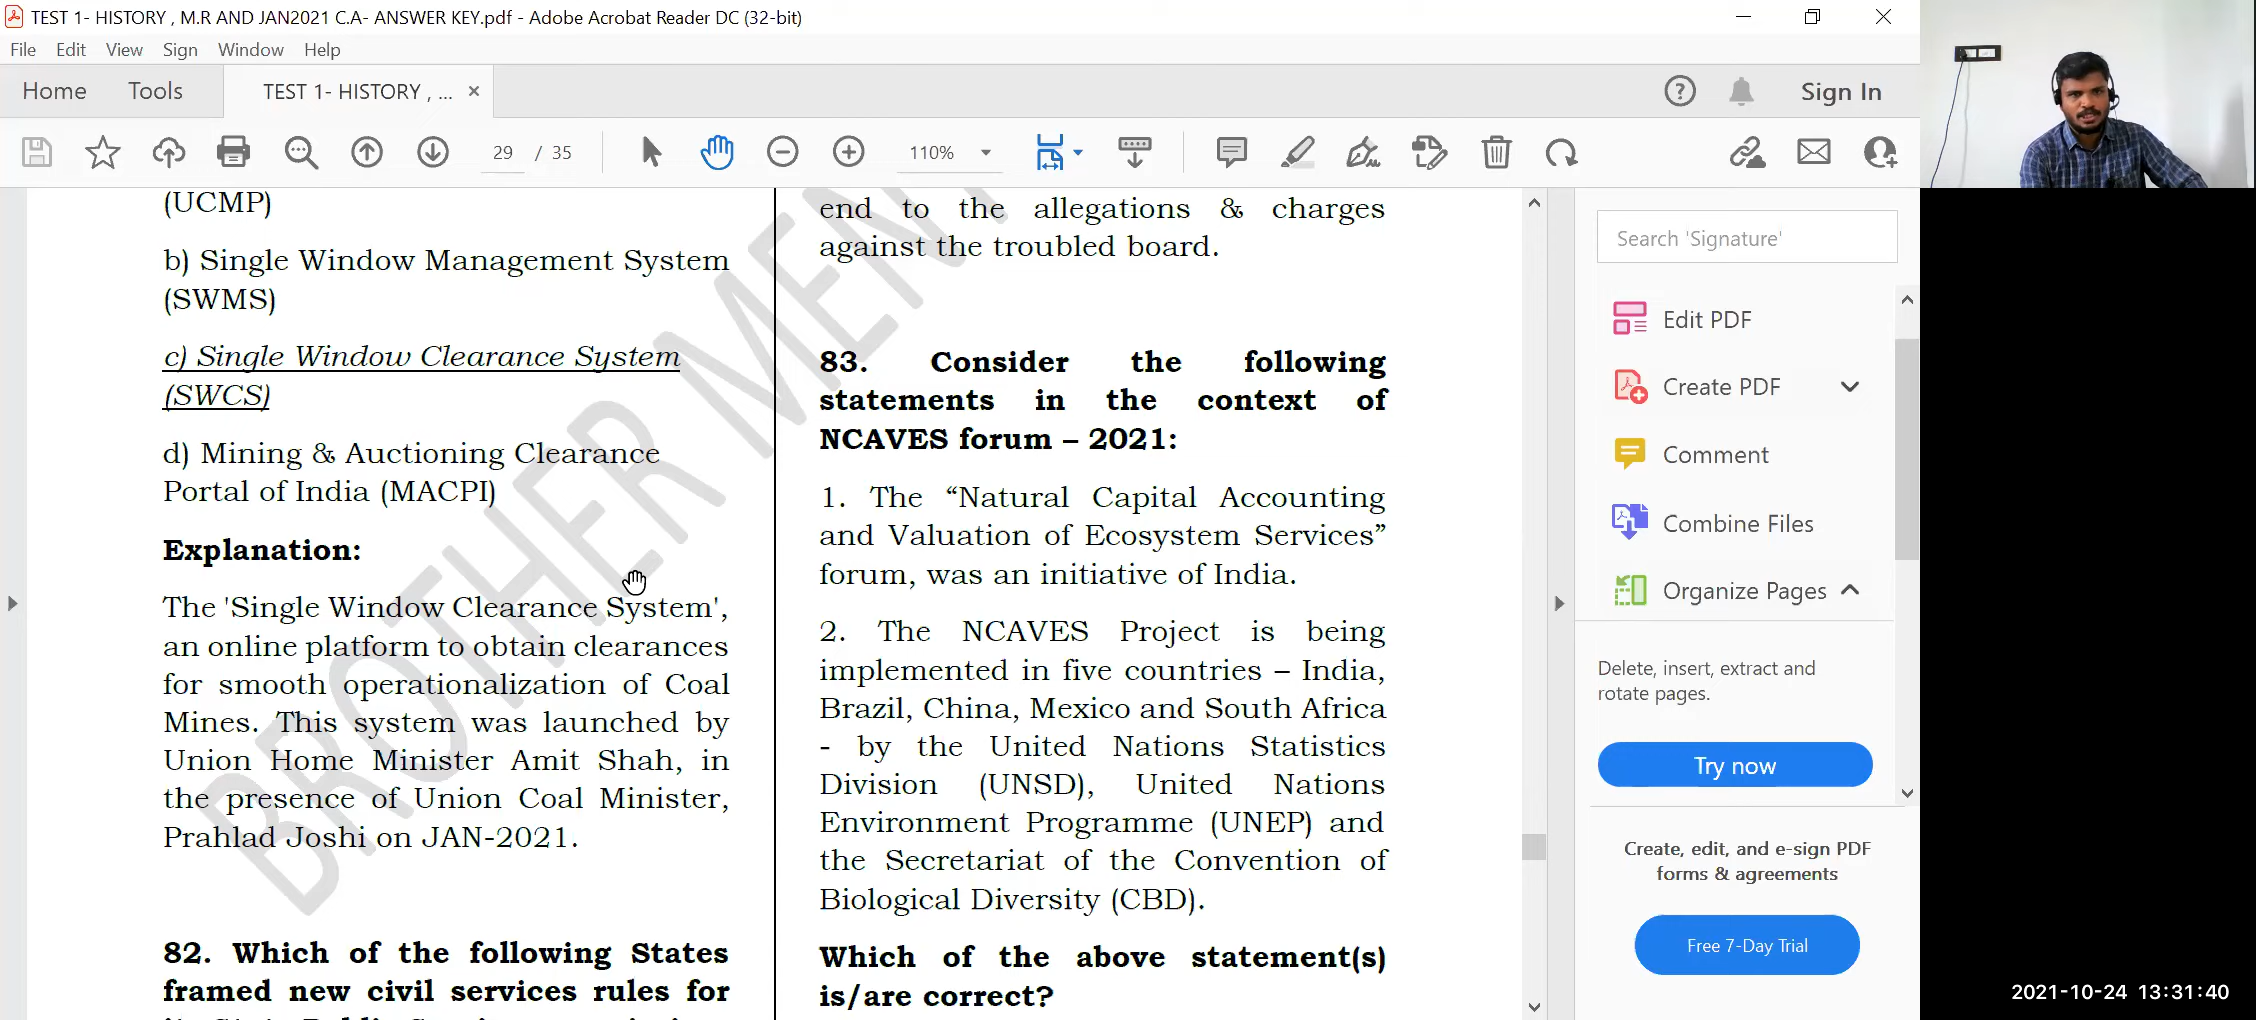 TEST 1- HISTORY , M.R AND JAN2021 C.A- ANSWER KEY.pdf - Adobe Acrobat Reader DC (32-bit)
File Edit View Sign Window Help
Home Tools TEST 1- HISTORY , ... × Sign In
29 / 35 110%
(UCMP)
b) Single Window Management System
(SWMS)
c) Single Window Clearance System
(SWCS)
d) Mining & Auctioning Clearance
Portal of India (MACPI)
Explanation:
The 'Single Window Clearance System',
an online platform to obtain clearances
for smooth operationalization of Coal
Mines. This system was launched by
Union Home Minister Amit Shah, in
the presence of Union Coal Minister,
Prahlad Joshi on JAN-2021.
82. Which of the following States
framed new civil services rules for
end to the allegations & charges
against the troubled board.
83. Consider the following
statements in the context of
NCAVES forum – 2021:
1. The “Natural Capital Accounting
and Valuation of Ecosystem Services”
forum, was an initiative of India.
2. The NCAVES Project is being
implemented in five countries – India,
Brazil, China, Mexico and South Africa
- by the United Nations Statistics
Division (UNSD), United Nations
Environment Programme (UNEP) and
the Secretariat of the Convention of
Biological Diversity (CBD).
Which of the above statement(s)
is/are correct?
BROTHER MENT
Search 'Signature'
Edit PDF
Create PDF
Comment
Combine Files
Organize Pages
Delete, insert, extract and
rotate pages.
Try now
Create, edit, and e-sign PDF
forms & agreements
Free 7-Day Trial
2021-10-24 13:31:40